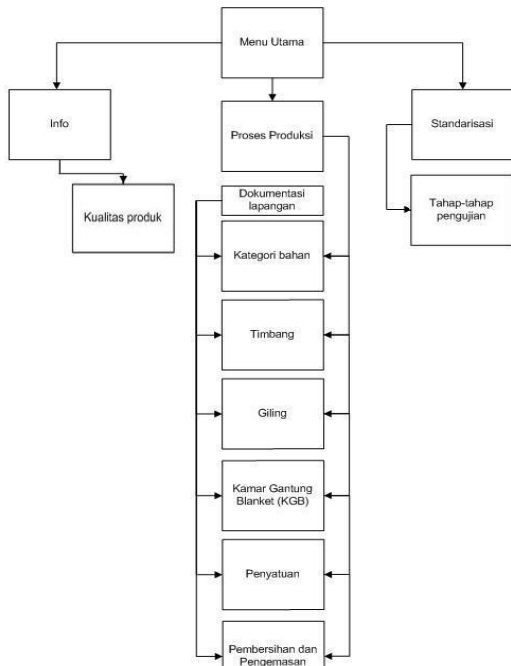 Menu Utama
Info
Proses Produksi
Standarisasi
Kualitas produk
Dokumentasi
lapangan
Tahap-tahap
pengujian
Kategori bahan
Timbang
Giling
Kamar Gantung
Blanket (KGB)
Penyatuan
Pembersihan dan
Pengemasan